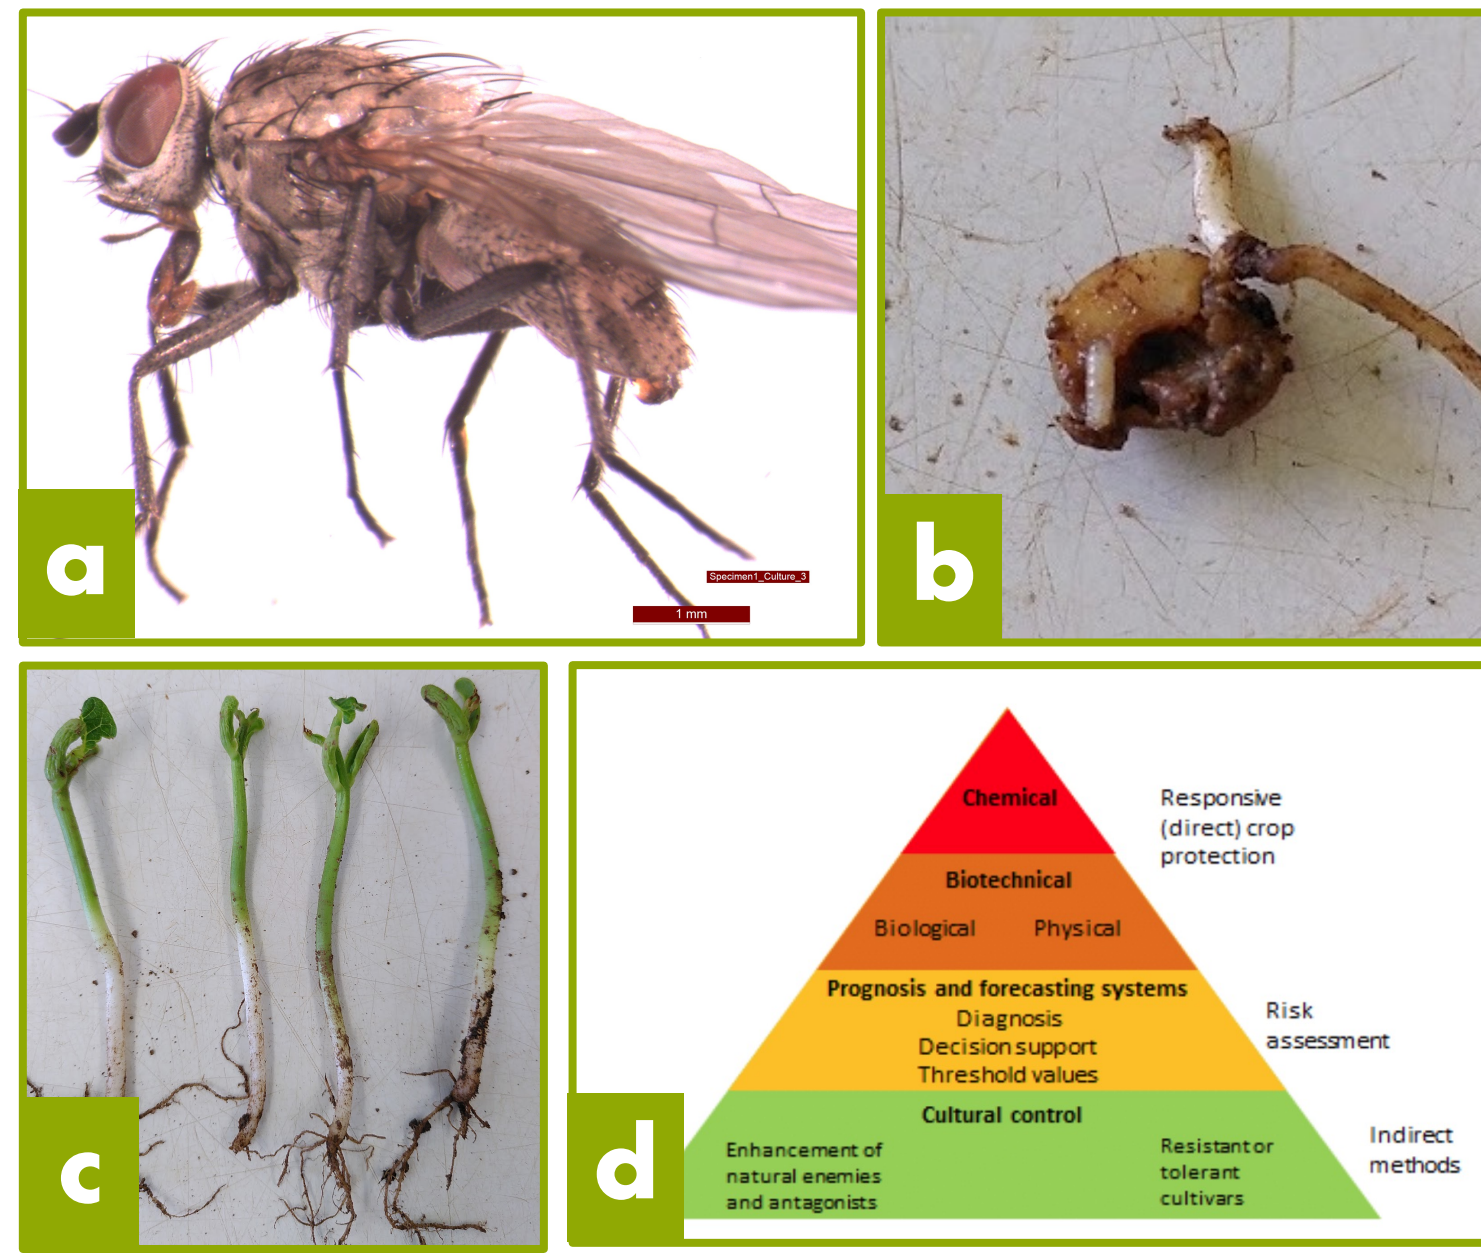 a
Specimen1_Culture_3
1 mm
b
c
d
Chemical
Responsive
(direct) crop
protection
Biotechnical
Biological Physical
Prognosis and forecasting systems
Diagnosis
Decision support
Threshold values
Risk
assessment
Cultural control
Enhancement of
natural enemies
and antagonists
Resistant or
tolerant
cultivars
Indirect
methods